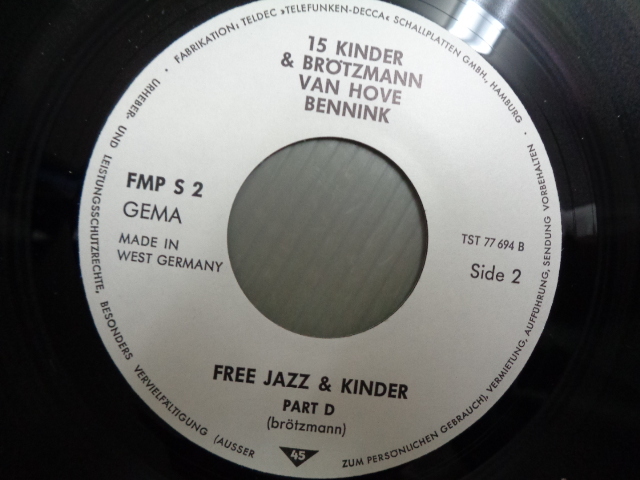 · FABRIKATION: TELDEC »TELEFUNKEN-DECCA« SCHALLPLATTEN GMBH., HAMBURG ·
URHEBER- UND LEISTUNGSSCHUTZRECHTE, BESONDERS VERVIELFÄLTIGUNG (AUSSER
ZUM PERSÖNLICHEN GEBRAUCH), VERMIETUNG, AUFFÜHRUNG, SENDUNG VORBEHALTEN ·
15 KINDER
& BRÖTZMANN
VAN HOVE
BENNINK
FMP S 2
GEMA
MADE IN
WEST GERMANY
TST 77 694 B
Side 2
FREE JAZZ & KINDER
PART D
(brötzmann)
45